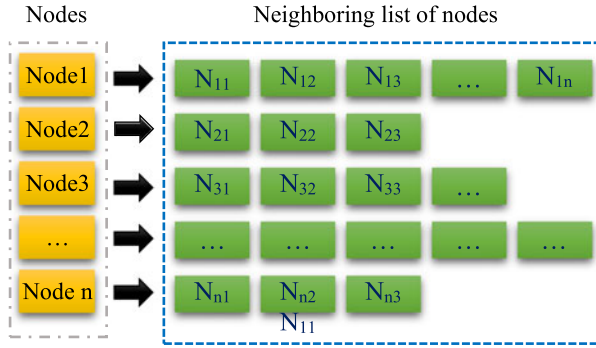 Nodes Neighboring list of nodes
Node1 N₁₁ N₁₂ N₁₃ … N₁ₙ
Node2 N₂₁ N₂₂ N₂₃
Node3 N₃₁ N₃₂ N₃₃ …
… … … … … …
Node n Nₙ₁ Nₙ₂ Nₙ₃
N₁₁